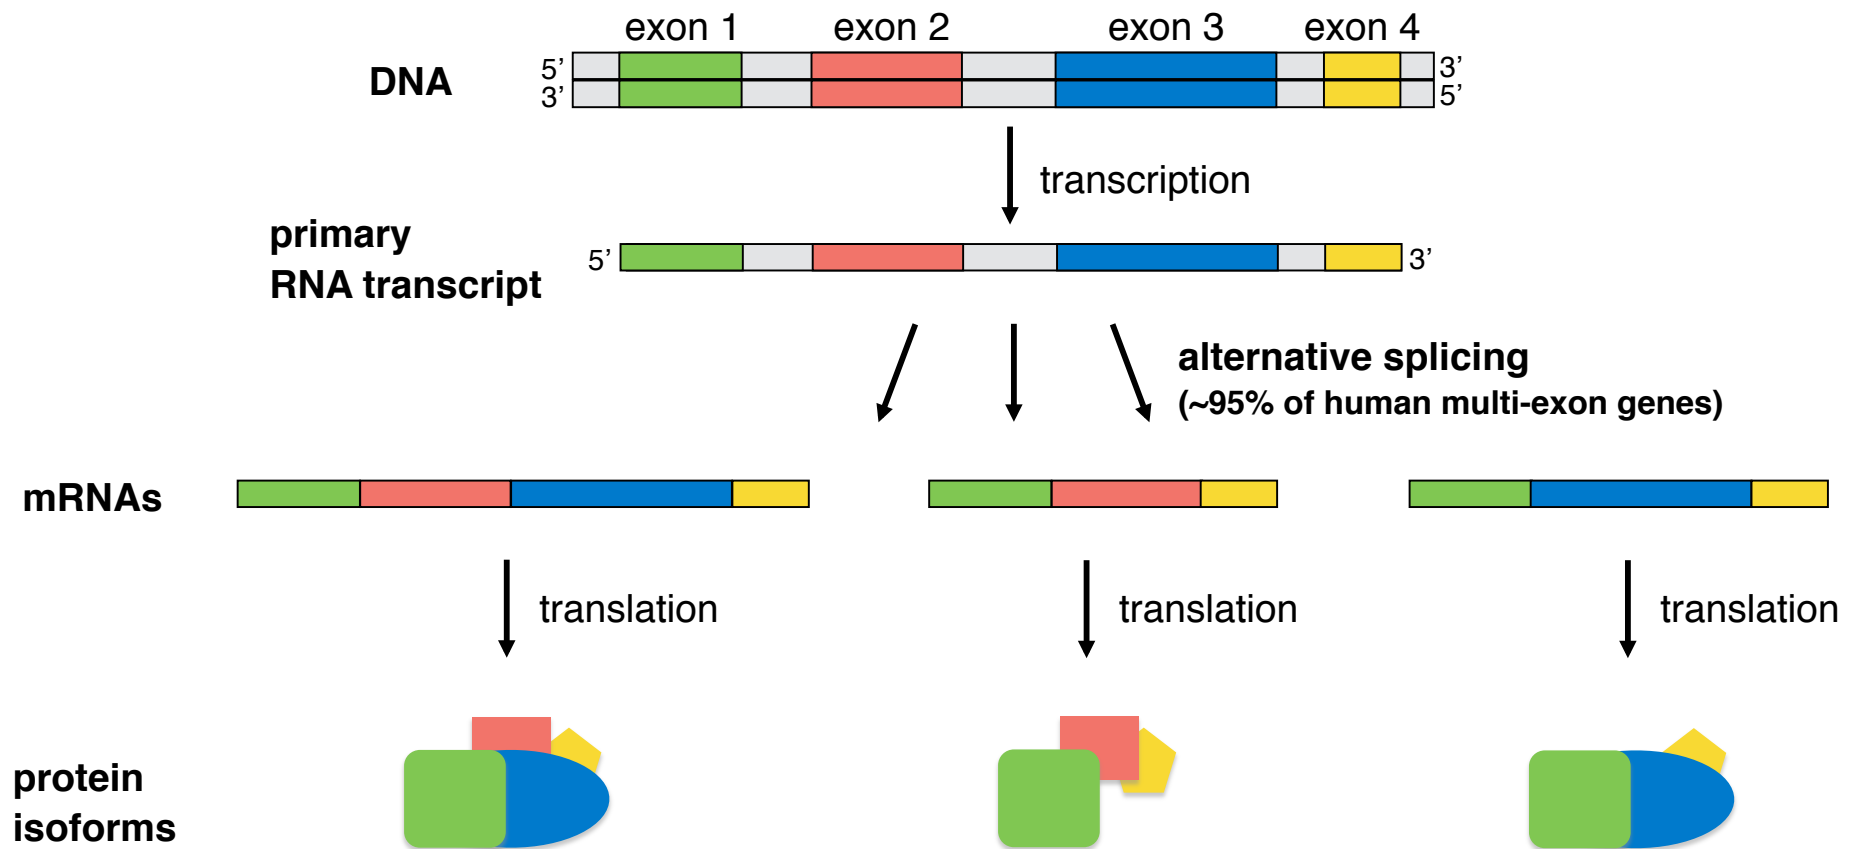 exon 1 exon 2 exon 3 exon 4
DNA 5’ 3’
3’ 5’
transcription
primary
RNA transcript
5’ 3’
alternative splicing
(~95% of human multi-exon genes)
mRNAs
translation translation translation
protein
isoforms